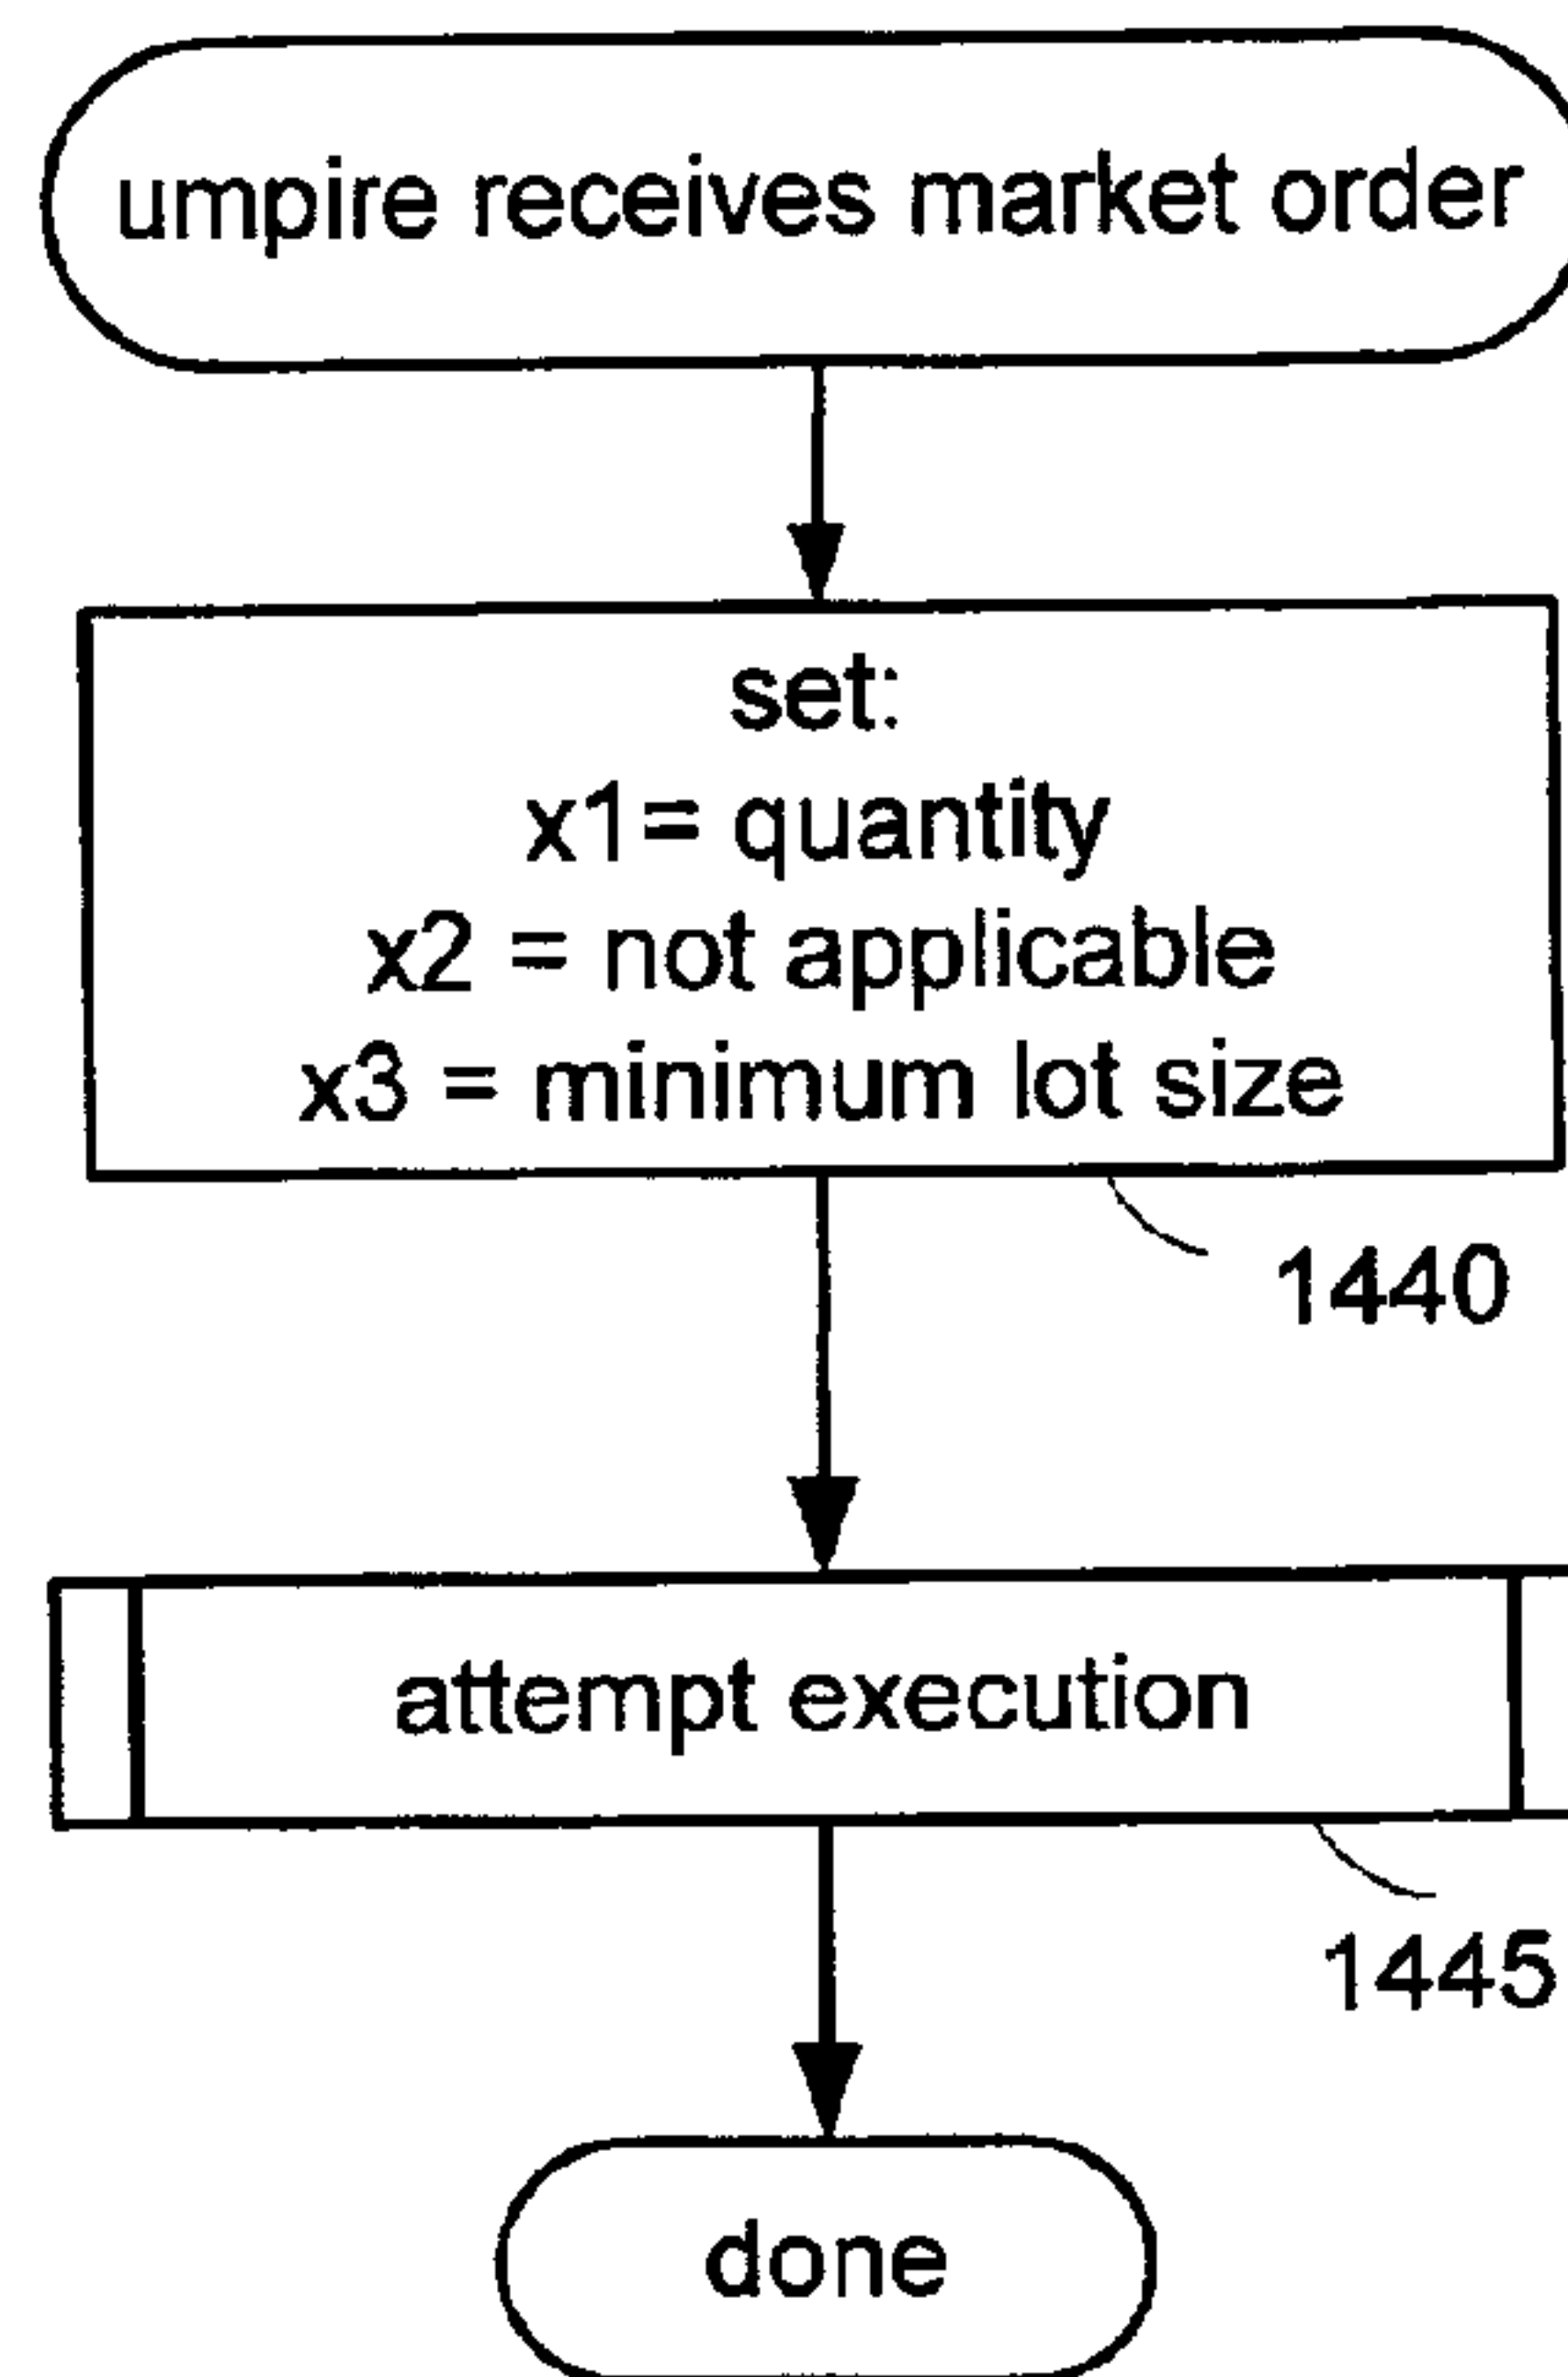 umpire receives market order
set:
x1= quantity
x2 = not applicable
x3 = minimum lot size
1440
attempt execution
1445
done